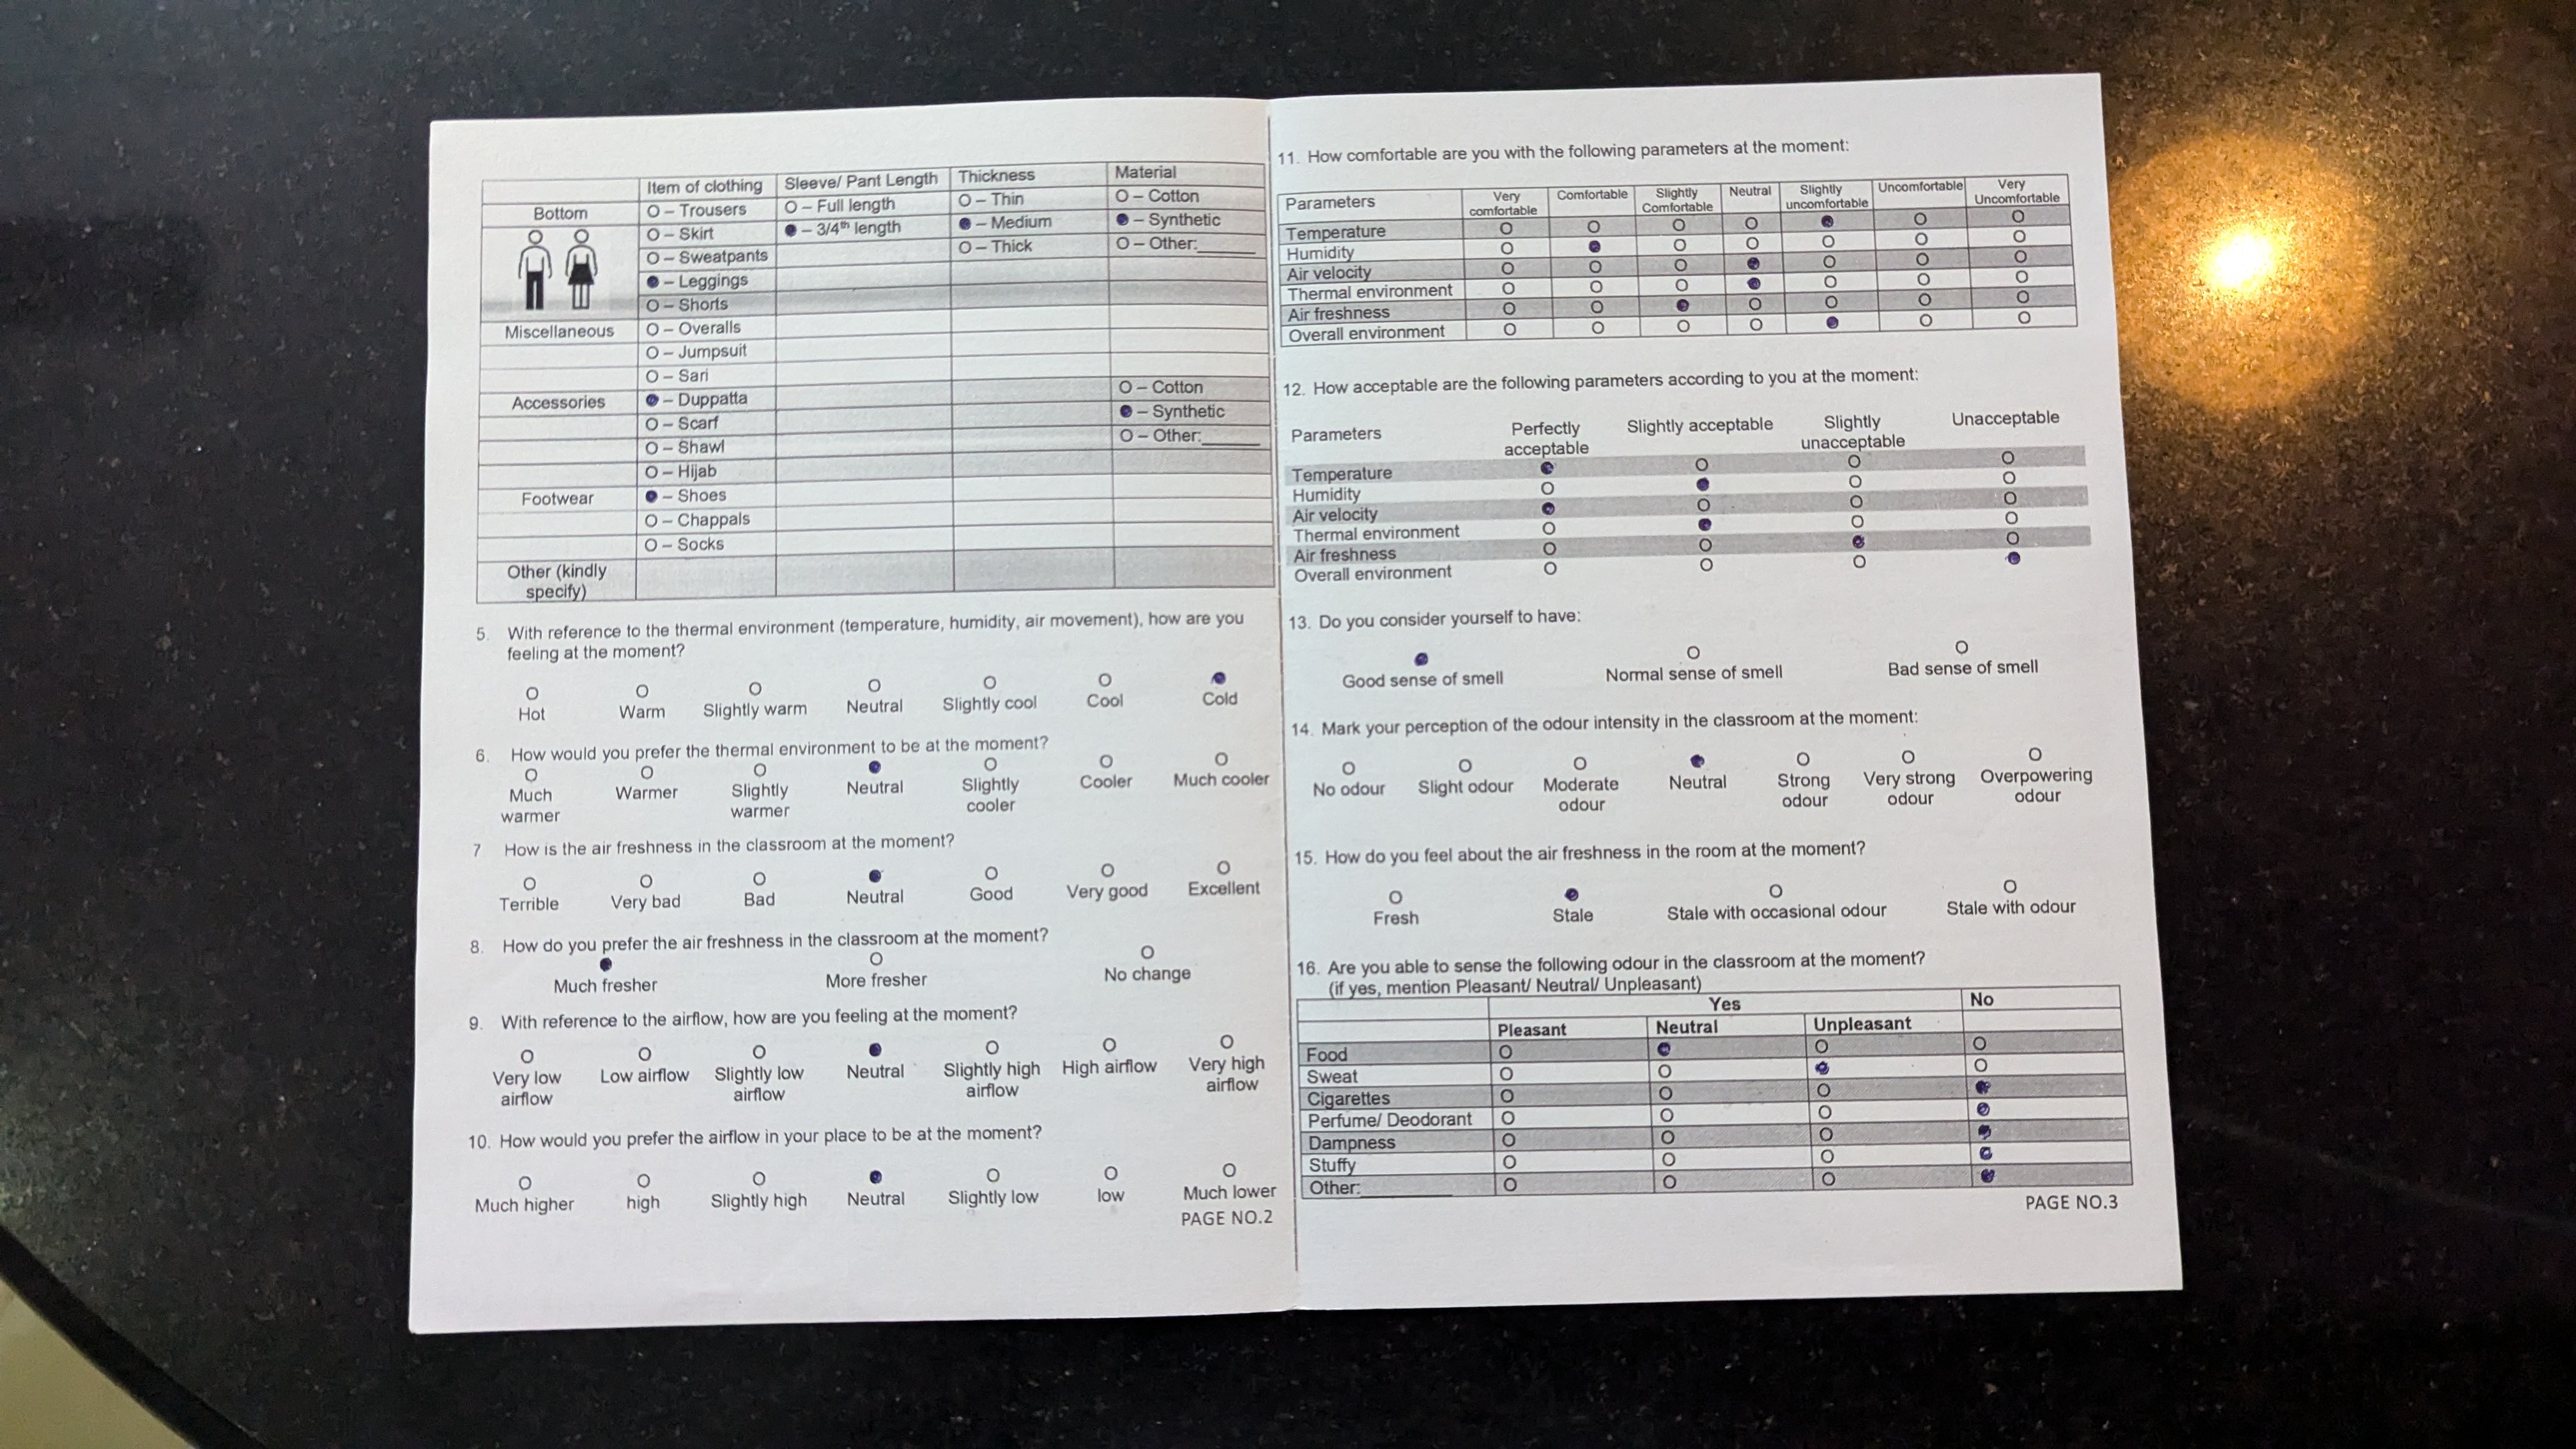 Item of clothing Sleeve/ Pant Length Thickness Material
Bottom O – Trousers O – Full length O – Thin O – Cotton
O – Skirt ● – 3/4th length ● – Medium ● – Synthetic
O – Sweatpants O – Thick O – Other:______
● – Leggings
O – Shorts
Miscellaneous O – Overalls
O – Jumpsuit
O – Sari
Accessories ● – Duppatta O – Cotton
O – Scarf ● – Synthetic
O – Shawl O – Other:______
O – Hijab
Footwear ● – Shoes
O – Chappals
O – Socks
Other (kindly
specify)
5. With reference to the thermal environment (temperature, humidity, air movement), how are you
feeling at the moment?
O O O O O O ●
Hot Warm Slightly warm Neutral Slightly cool Cool Cold
6. How would you prefer the thermal environment to be at the moment?
O O O ● O O O
Much Warmer Slightly Neutral Slightly Cooler Much cooler
warmer warmer cooler
7 How is the air freshness in the classroom at the moment?
O O O ● O O O
Terrible Very bad Bad Neutral Good Very good Excellent
8. How do you prefer the air freshness in the classroom at the moment?
● O O
Much fresher More fresher No change
9. With reference to the airflow, how are you feeling at the moment?
O O O ● O O O
Very low Low airflow Slightly low Neutral Slightly high High airflow Very high
airflow airflow airflow airflow
10. How would you prefer the airflow in your place to be at the moment?
O O O ● O O O
Much higher high Slightly high Neutral Slightly low low Much lower
PAGE NO.2
11. How comfortable are you with the following parameters at the moment:
Parameters Very Comfortable Slightly Neutral Slightly Uncomfortable Very
comfortable Comfortable uncomfortable Uncomfortable
Temperature O O O O ● O O
Humidity O ● O O O O O
Air velocity O O O ● O O O
Thermal environment O O O ● O O O
Air freshness O O ● O O O O
Overall environment O O O O ● O O
12. How acceptable are the following parameters according to you at the moment:
Parameters Perfectly Slightly acceptable Slightly Unacceptable
acceptable unacceptable
Temperature ● O O O
Humidity O ● O O
Air velocity ● O O O
Thermal environment O ● O O
Air freshness O O ● O
Overall environment O O O ●
13. Do you consider yourself to have:
● O O
Good sense of smell Normal sense of smell Bad sense of smell
14. Mark your perception of the odour intensity in the classroom at the moment:
O O O ● O O O
No odour Slight odour Moderate Neutral Strong Very strong Overpowering
odour odour odour odour
15. How do you feel about the air freshness in the room at the moment?
O ● O O
Fresh Stale Stale with occasional odour Stale with odour
16. Are you able to sense the following odour in the classroom at the moment?
(if yes, mention Pleasant/ Neutral/ Unpleasant)
Yes No
Pleasant Neutral Unpleasant
Food O ● O O
Sweat O O ● O
Cigarettes O O O ●
Perfume/ Deodorant O O O ●
Dampness O O O ●
Stuffy O O O ●
Other:_________ O O O ●
PAGE NO.3